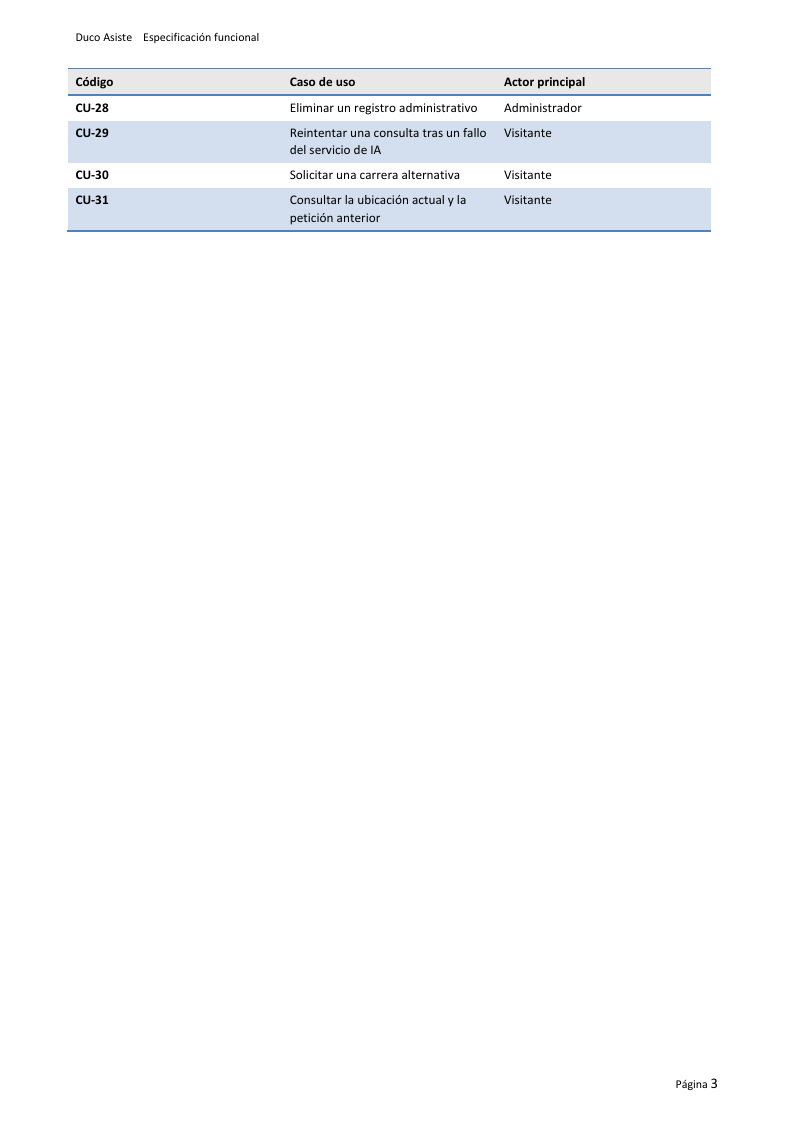 Duco Asiste    Especificación funcional
Código    Caso de uso    Actor principal
CU-28    Eliminar un registro administrativo    Administrador
CU-29    Reintentar una consulta tras un fallo    Visitante
del servicio de IA
CU-30    Solicitar una carrera alternativa    Visitante
CU-31    Consultar la ubicación actual y la    Visitante
petición anterior
Página 3